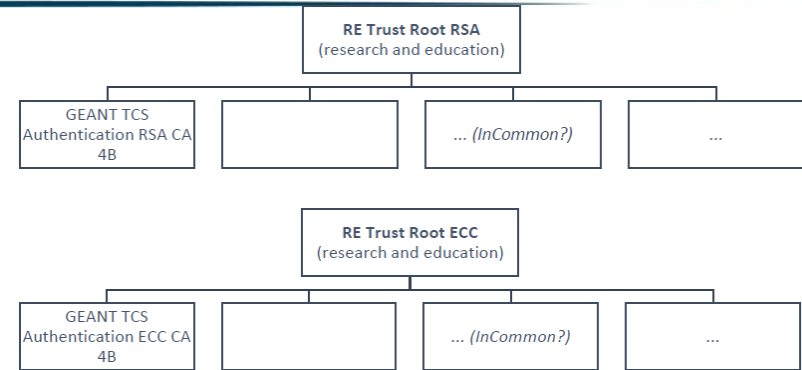 RE Trust Root RSA
(research and education)
GEANT TCS
Authentication RSA CA
4B
... (InCommon?)
...
RE Trust Root ECC
(research and education)
GEANT TCS
Authentication ECC CA
4B
... (InCommon?)
...